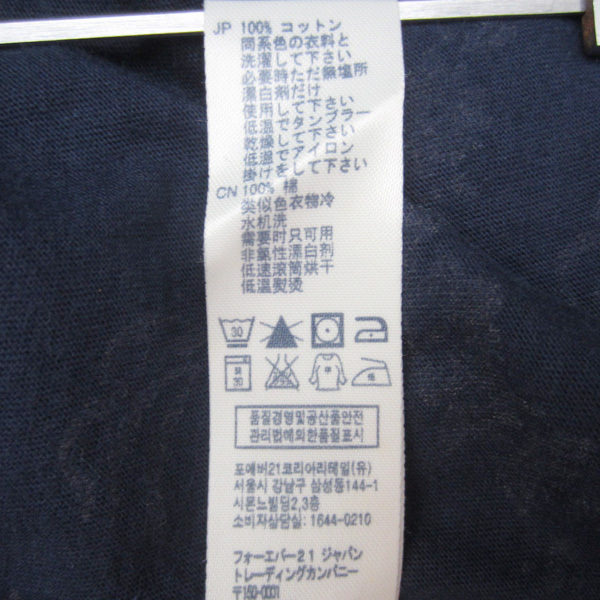 JP 100% コットン
同系色の衣料と
洗濯して下さい
必要時ただ無塩所
漂白剤だけ
使用して下さい
低温でタンブラー
乾燥して下さい
低温でアイロン
掛けをして下さい
CN 100% 棉
类似色衣物冷
水机洗
需要时只可用
非氯性漂白剂
低速滚筒烘干
低温熨烫
30
품질경영및공산품안전
관리법에의한품질표시
포에버21코리아리테일(유)
서울시 강남구 삼성동144-1
시몬느빌딩2,3층
소비자상담실: 1644-0210
フォーエバー21 ジャパン
トレーディングカンパニー
〒150-0001